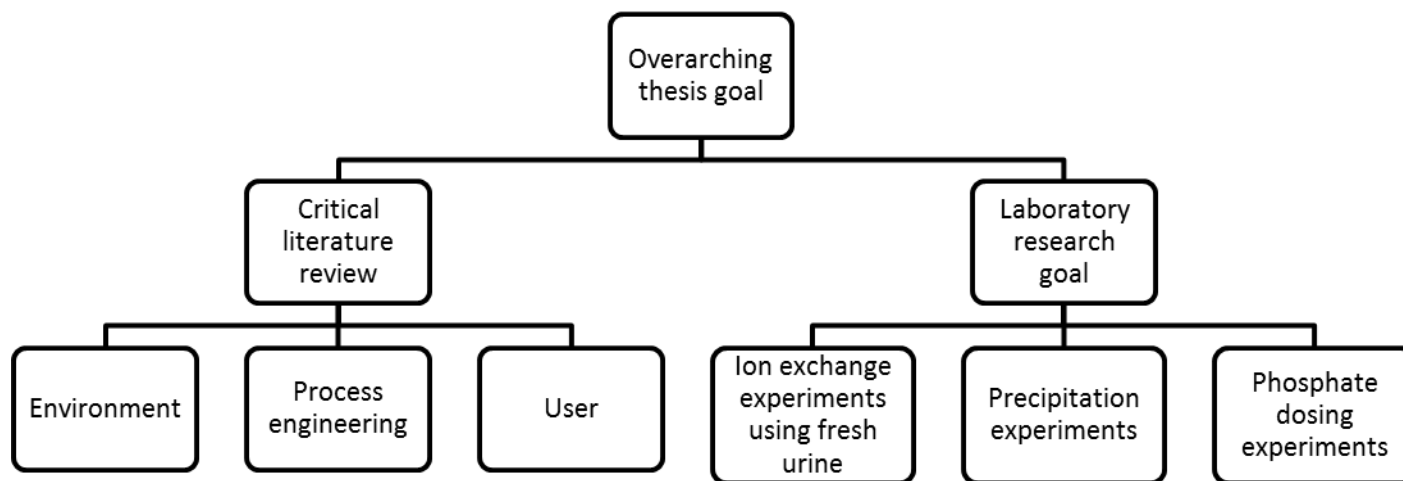 Overarching
thesis goal
Critical
literature
review
Laboratory
research
goal
Environment
Process
engineering
User
Ion exchange
experiments
using fresh
urine
Precipitation
experiments
Phosphate
dosing
experiments